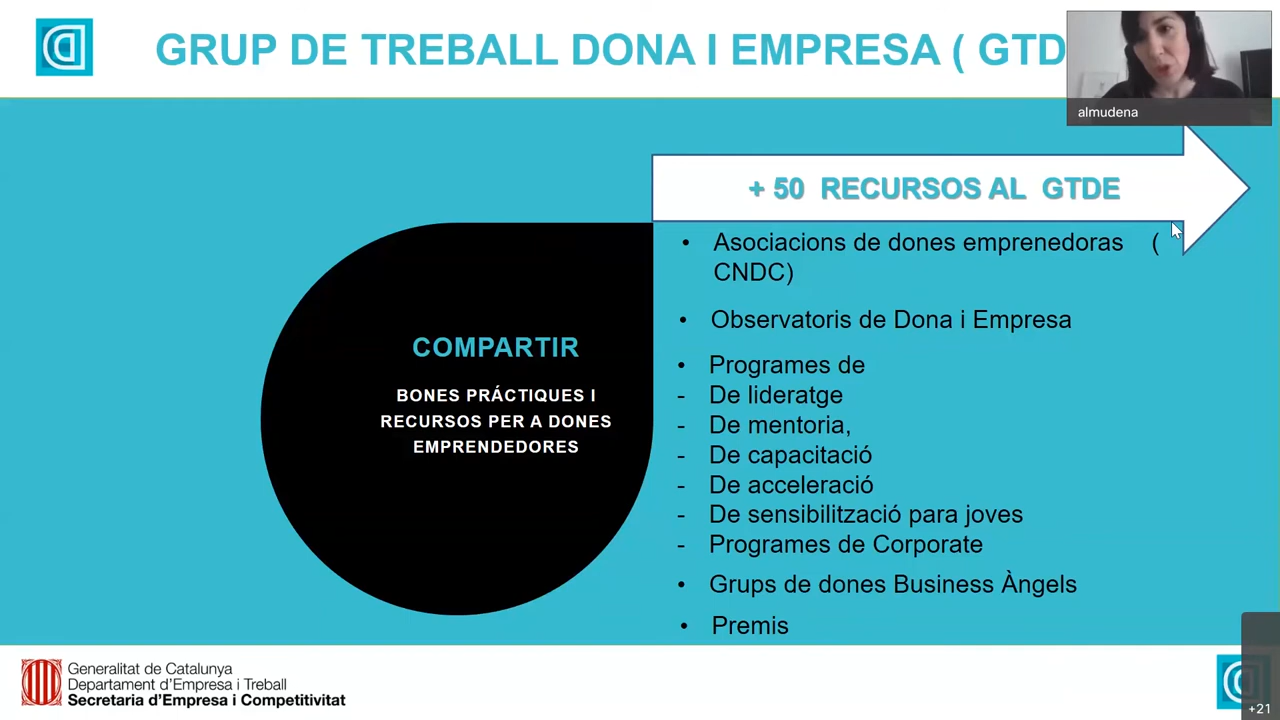 GRUP DE TREBALL DONA I EMPRESA ( GTD
almudena
+ 50 RECURSOS AL GTDE
• Asociacions de dones emprenedoras (
CNDC)
• Observatoris de Dona i Empresa
COMPARTIR
BONES PRÁCTIQUES I
RECURSOS PER A DONES
EMPRENDEDORES
• Programes de
- De lideratge
- De mentoria,
- De capacitació
- De acceleració
- De sensibilització para joves
- Programes de Corporate
• Grups de dones Business Àngels
• Premis
Generalitat de Catalunya
Departament d'Empresa i Treball
Secretaria d'Empresa i Competitivitat
+21